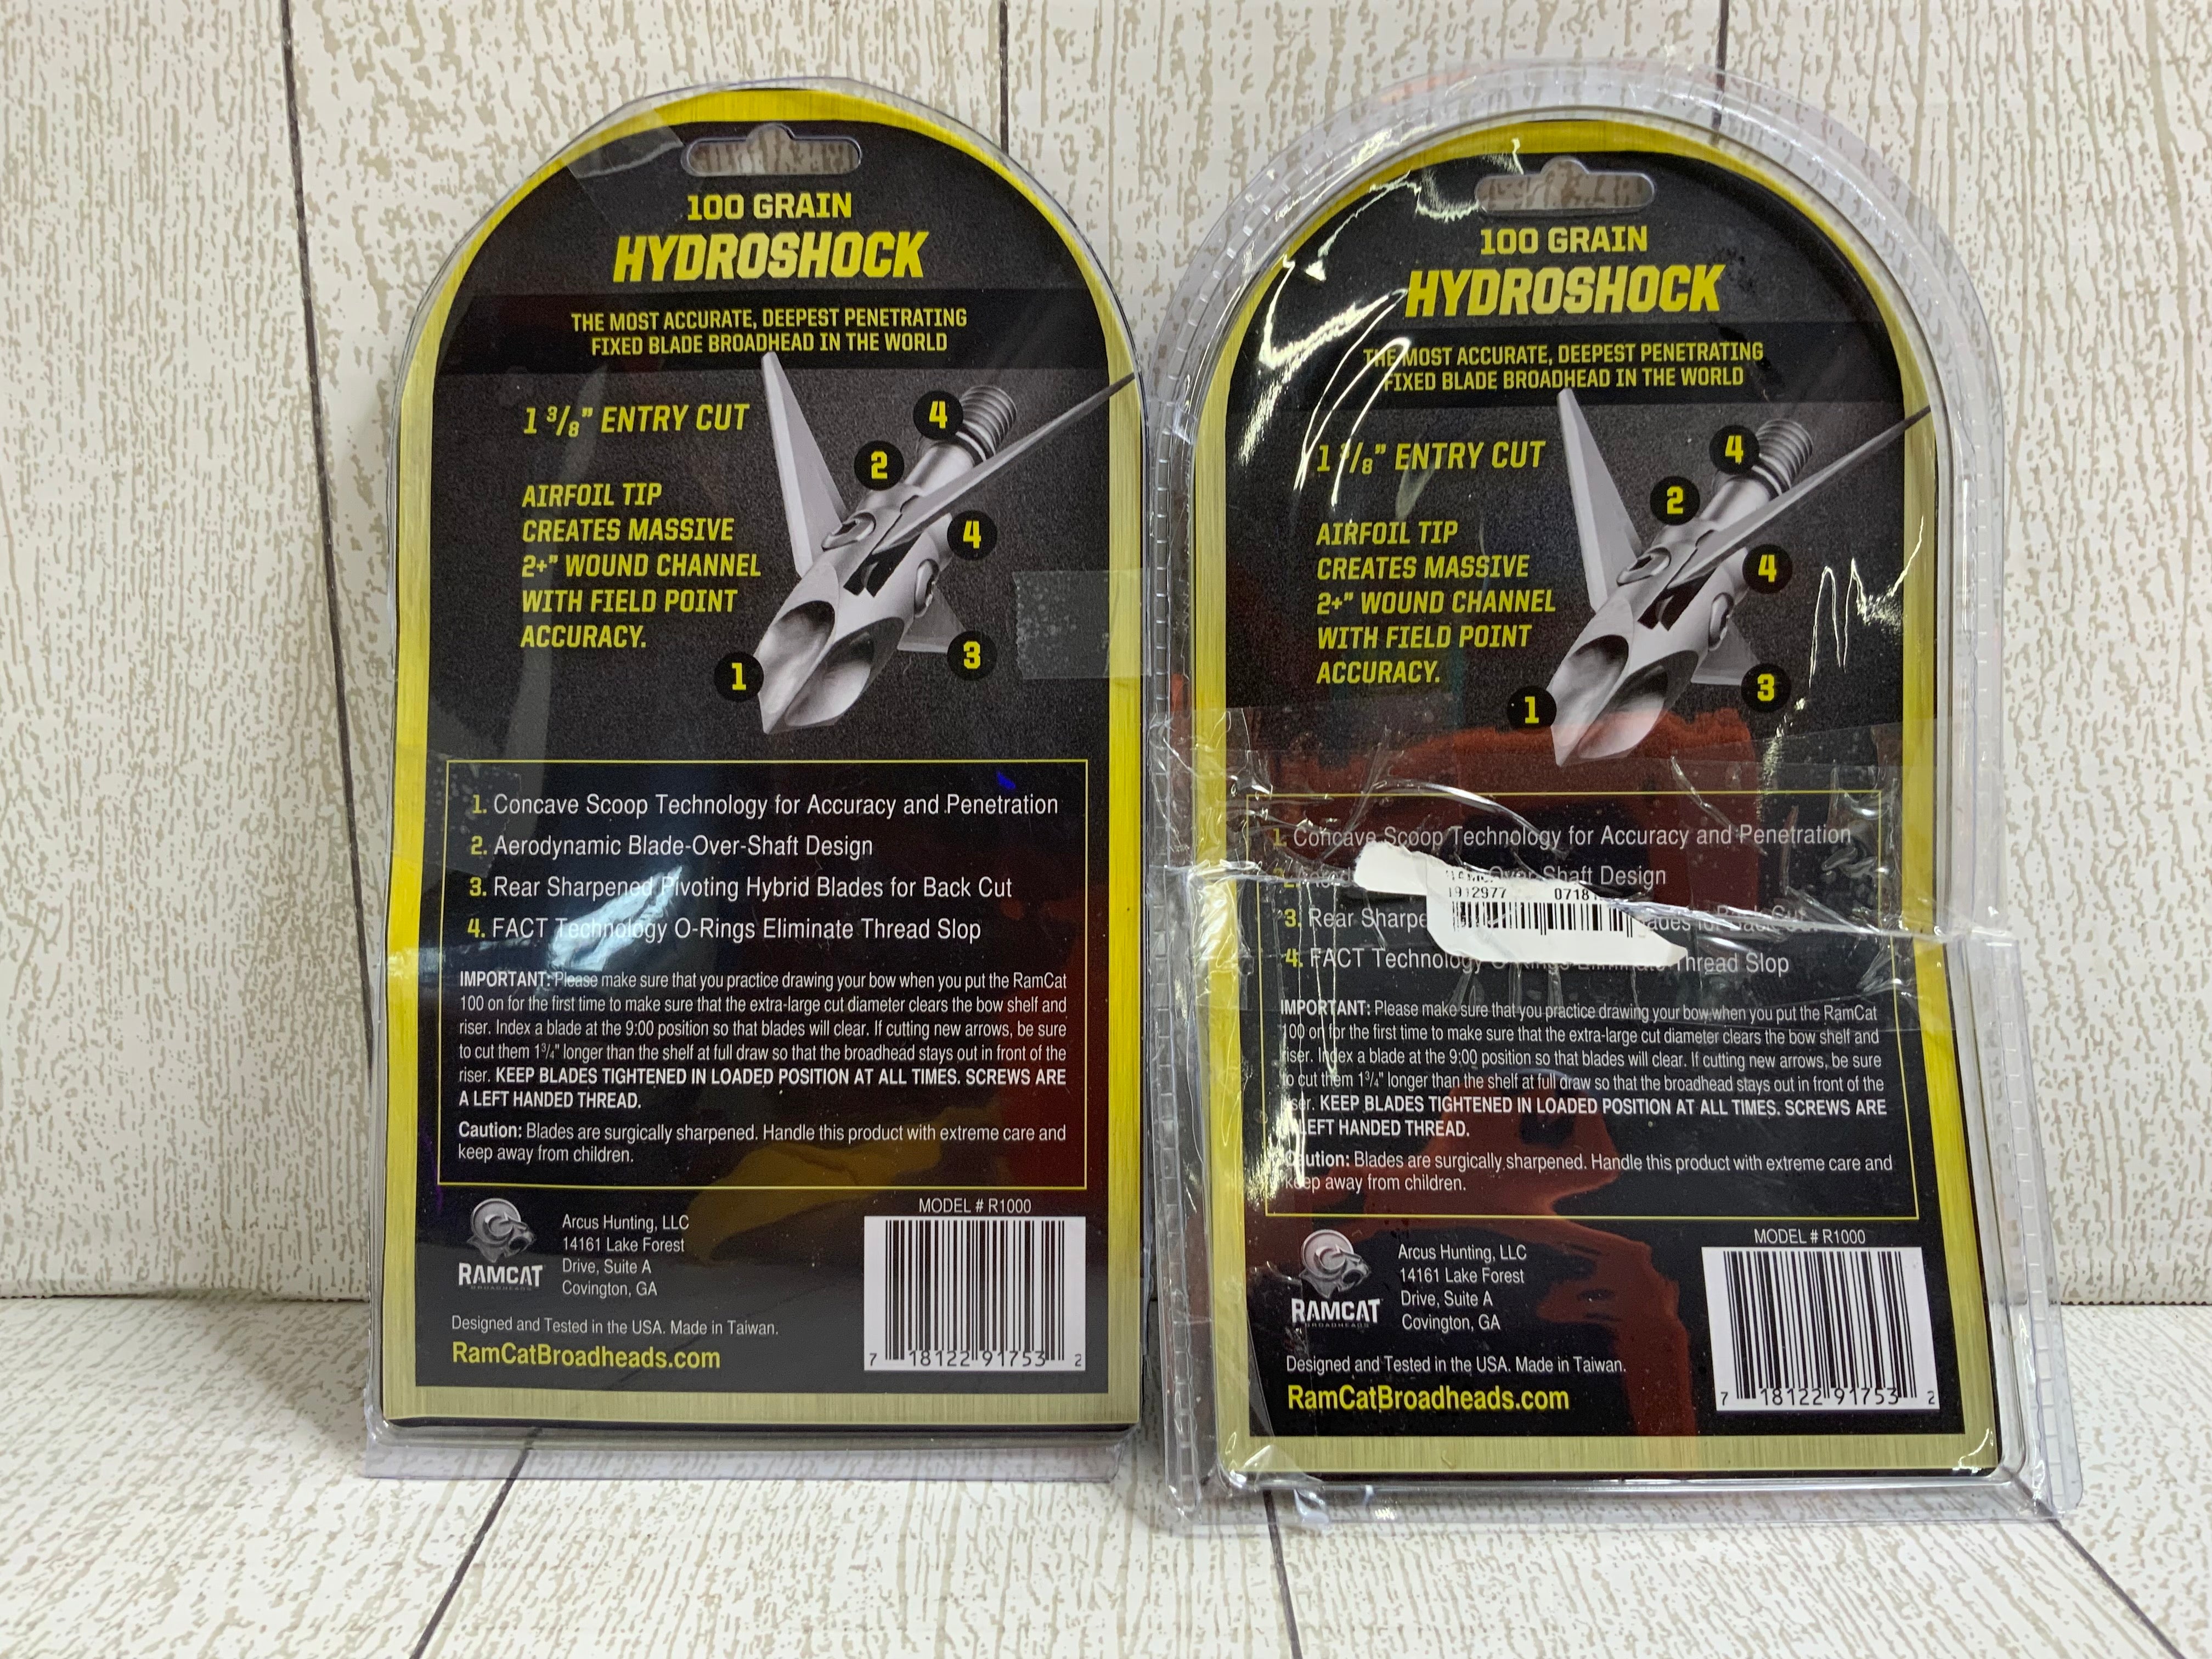 100 GRAIN
HYDROSHOCK
THE MOST ACCURATE, DEEPEST PENETRATING
FIXED BLADE BROADHEAD IN THE WORLD
1 3/8" ENTRY CUT
AIRFOIL TIP
CREATES MASSIVE
2+" WOUND CHANNEL
WITH FIELD POINT
ACCURACY.
4
2
4
3
1
1. Concave Scoop Technology for Accuracy and Penetration
2. Aerodynamic Blade-Over-Shaft Design
3. Rear Sharpened Pivoting Hybrid Blades for Back Cut
4. FACT Technology O-Rings Eliminate Thread Slop
IMPORTANT: Please make sure that you practice drawing your bow when you put the RamCat
100 on for the first time to make sure that the extra-large cut diameter clears the bow shelf and
riser. Index a blade at the 9:00 position so that blades will clear. If cutting new arrows, be sure
to cut them 1 3/4" longer than the shelf at full draw so that the broadhead stays out in front of the
riser. KEEP BLADES TIGHTENED IN LOADED POSITION AT ALL TIMES. SCREWS ARE
A LEFT HANDED THREAD.
Caution: Blades are surgically sharpened. Handle this product with extreme care and
keep away from children.
RAMCAT
BROADHEADS
Arcus Hunting, LLC
14161 Lake Forest
Drive, Suite A
Covington, GA
MODEL # R1000
7 18122 91753 2
Designed and Tested in the USA. Made in Taiwan.
RamCatBroadheads.com
100 GRAIN
HYDROSHOCK
THE MOST ACCURATE, DEEPEST PENETRATING
FIXED BLADE BROADHEAD IN THE WORLD
1 /8" ENTRY CUT
AIRFOIL TIP
CREATES MASSIVE
2+" WOUND CHANNEL
WITH FIELD POINT
ACCURACY.
4
2
4
3
1
1. Concave Scoop Technology for Accuracy and Penetration
2. Over-Shaft Design
1912977 0718
3. Rear Sharpe
4. FACT Technology Thread Slop
IMPORTANT: Please make sure that you practice drawing your bow when you put the RamCat
100 on for the first time to make sure that the extra-large cut diameter clears the bow shelf and
riser. Index a blade at the 9:00 position so that blades will clear. If cutting new arrows, be sure
to cut them 1 3/4" longer than the shelf at full draw so that the broadhead stays out in front of the
riser. KEEP BLADES TIGHTENED IN LOADED POSITION AT ALL TIMES. SCREWS ARE
LEFT HANDED THREAD.
Caution: Blades are surgically sharpened. Handle this product with extreme care and
keep away from children.
RAMCAT
BROADHEADS
Arcus Hunting, LLC
14161 Lake Forest
Drive, Suite A
Covington, GA
MODEL # R1000
7 18122 91753 2
Designed and Tested in the USA. Made in Taiwan.
RamCatBroadheads.com